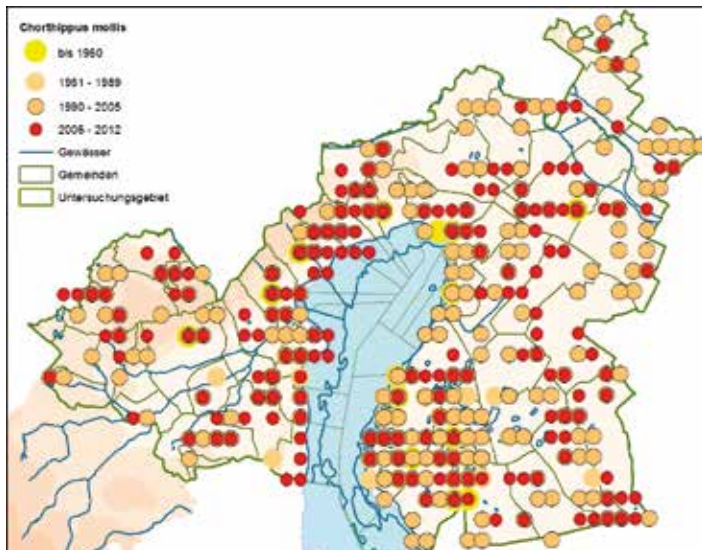 Chorthippus mollis
bis 1960
1961 - 1989
1990 - 2005
2006 - 2012
Gewässer
Gemeinden
Untersuchungsgebiet